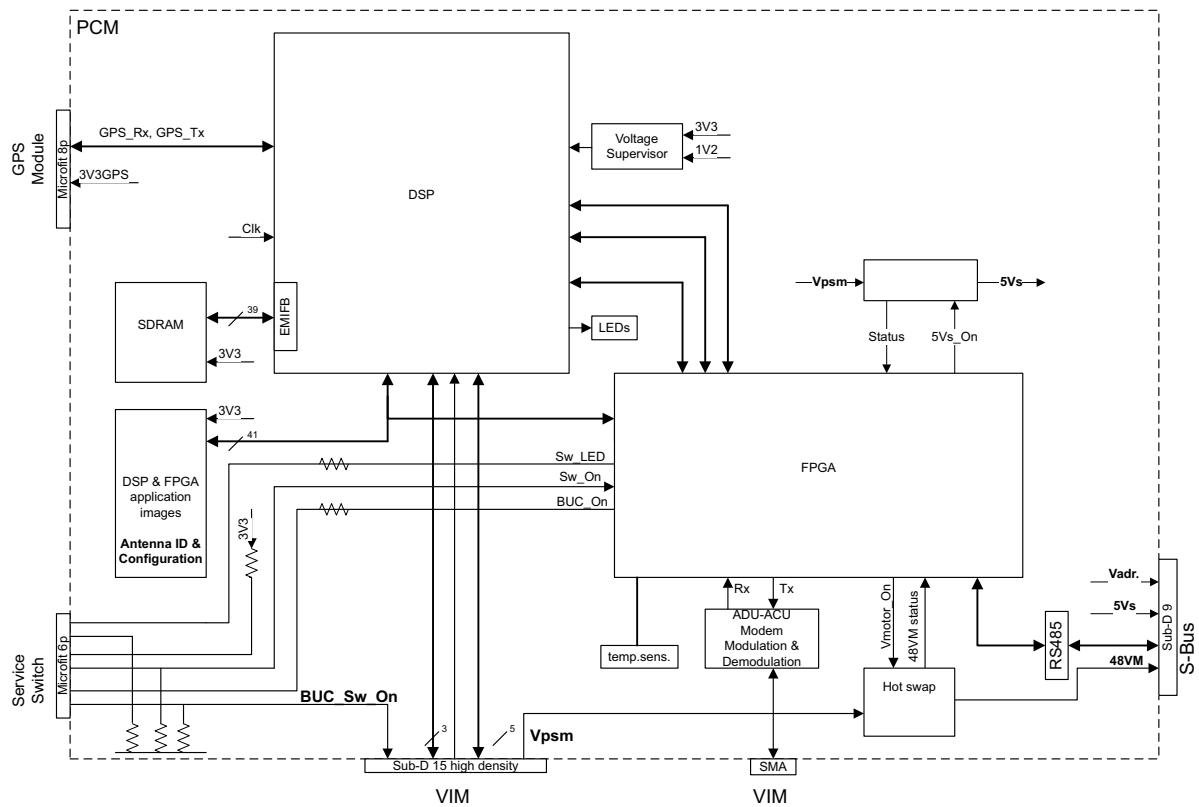 PCM
GPS
Module
Microfit 8p
GPS_Rx, GPS_Tx
3V3GPS
DSP
Voltage
Supervisor
3V3
1V2
Clk
SDRAM
39
EMIFB
3V3
LEDs
Vpsm
5Vs
Status
5Vs_On
3V3
41
DSP & FPGA
application
images
Antenna ID &
Configuration
Sw_LED
Sw_On
BUC_On
3V3
FPGA
Rx
Tx
Vmotor_On
48VM status
ADU-ACU
Modem
Modulation &
Demodulation
temp.sens.
Hot swap
RS485
Vadr.
5Vs
48VM
Sub-D 9
S-Bus
Service
Switch
Microfit 6p
BUC_Sw_On
3
5
Vpsm
Sub-D 15 high density
SMA
VIM
VIM